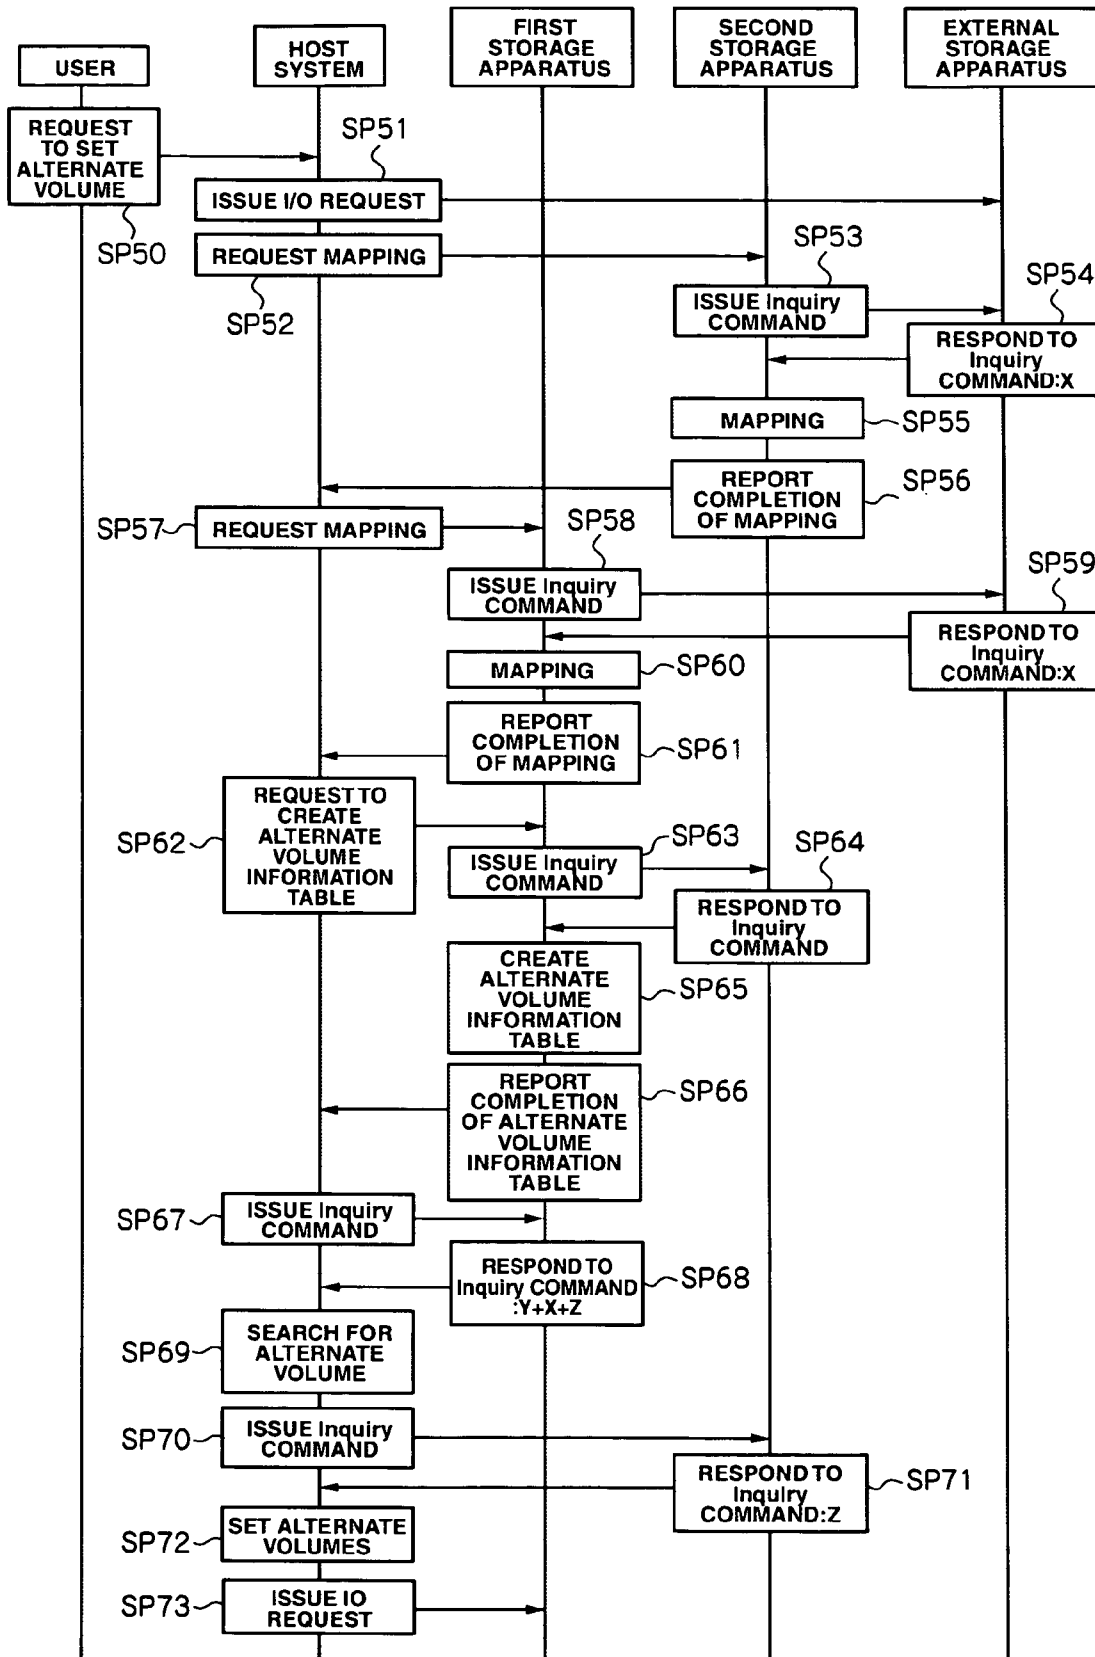 USER
HOST
SYSTEM
FIRST
STORAGE
APPARATUS
SECOND
STORAGE
APPARATUS
EXTERNAL
STORAGE
APPARATUS
REQUEST
TO SET
ALTERNATE
VOLUME
SP50
SP51
ISSUE I/O REQUEST
REQUEST MAPPING
SP52
SP53
ISSUE Inquiry
COMMAND
SP54
RESPOND TO
Inquiry
COMMAND:X
MAPPING
SP55
REPORT
COMPLETION
OF MAPPING
SP56
SP57
REQUEST MAPPING
SP58
ISSUE Inquiry
COMMAND
SP59
RESPOND TO
Inquiry
COMMAND:X
MAPPING
SP60
REPORT
COMPLETION
OF MAPPING
SP61
SP62
REQUEST TO
CREATE
ALTERNATE
VOLUME
INFORMATION
TABLE
SP63
ISSUE Inquiry
COMMAND
SP64
RESPOND TO
Inquiry
COMMAND
CREATE
ALTERNATE
VOLUME
INFORMATION
TABLE
SP65
REPORT
COMPLETION
OF ALTERNATE
VOLUME
INFORMATION
TABLE
SP66
SP67
ISSUE Inquiry
COMMAND
RESPOND TO
Inquiry COMMAND
:Y+X+Z
SP68
SP69
SEARCH FOR
ALTERNATE
VOLUME
SP70
ISSUE Inquiry
COMMAND
RESPOND TO
Inquiry
COMMAND:Z
SP71
SP72
SET ALTERNATE
VOLUMES
SP73
ISSUE IO
REQUEST